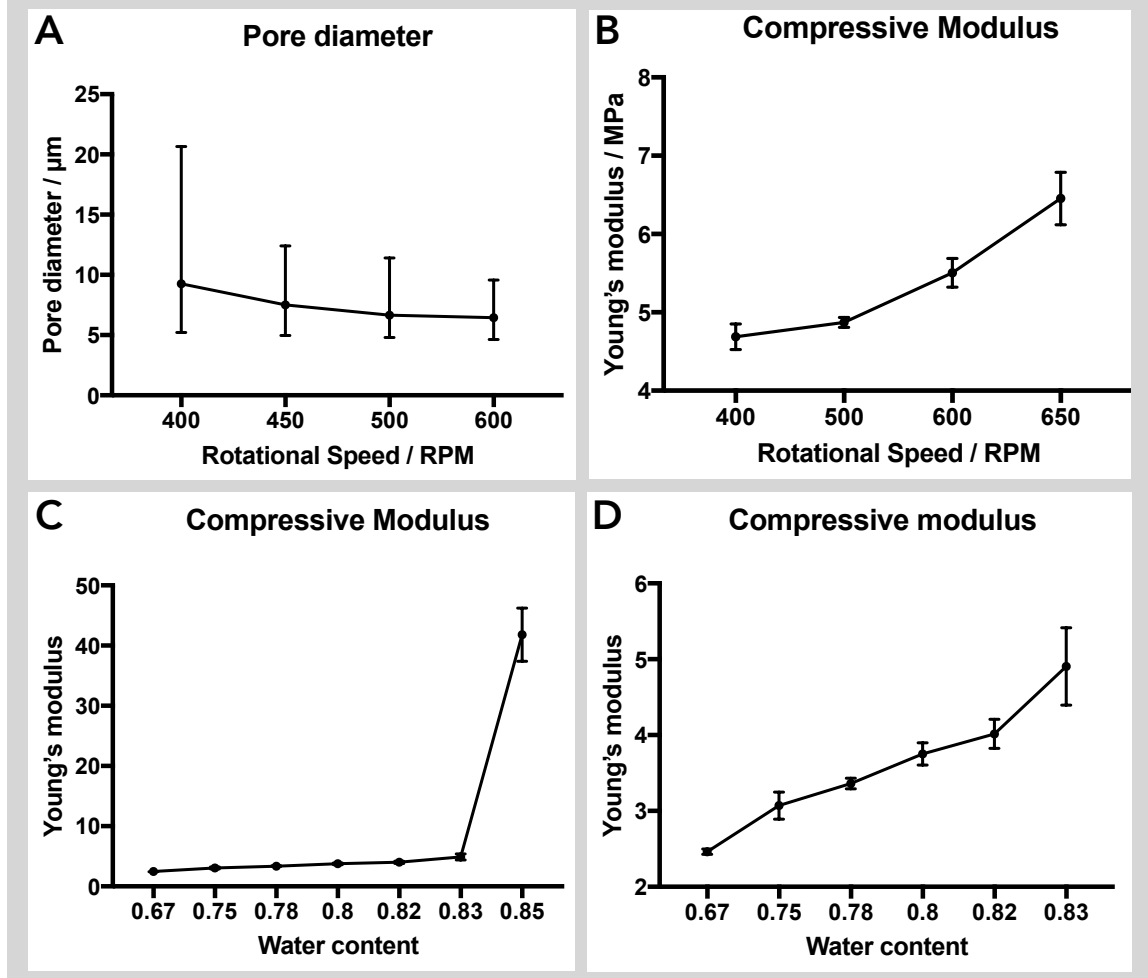 A
Pore diameter
Pore diameter / µm
25
20
15
10
5
0
400 450 500 600
Rotational Speed / RPM
B
Compressive Modulus
Young's modulus / MPa
8
7
6
5
4
400 500 600 650
Rotational Speed / RPM
C
Compressive Modulus
Young's modulus
50
40
30
20
10
0
0.67 0.75 0.78 0.8 0.82 0.83 0.85
Water content
D
Compressive modulus
Young's modulus
6
5
4
3
2
0.67 0.75 0.78 0.8 0.82 0.83
Water content